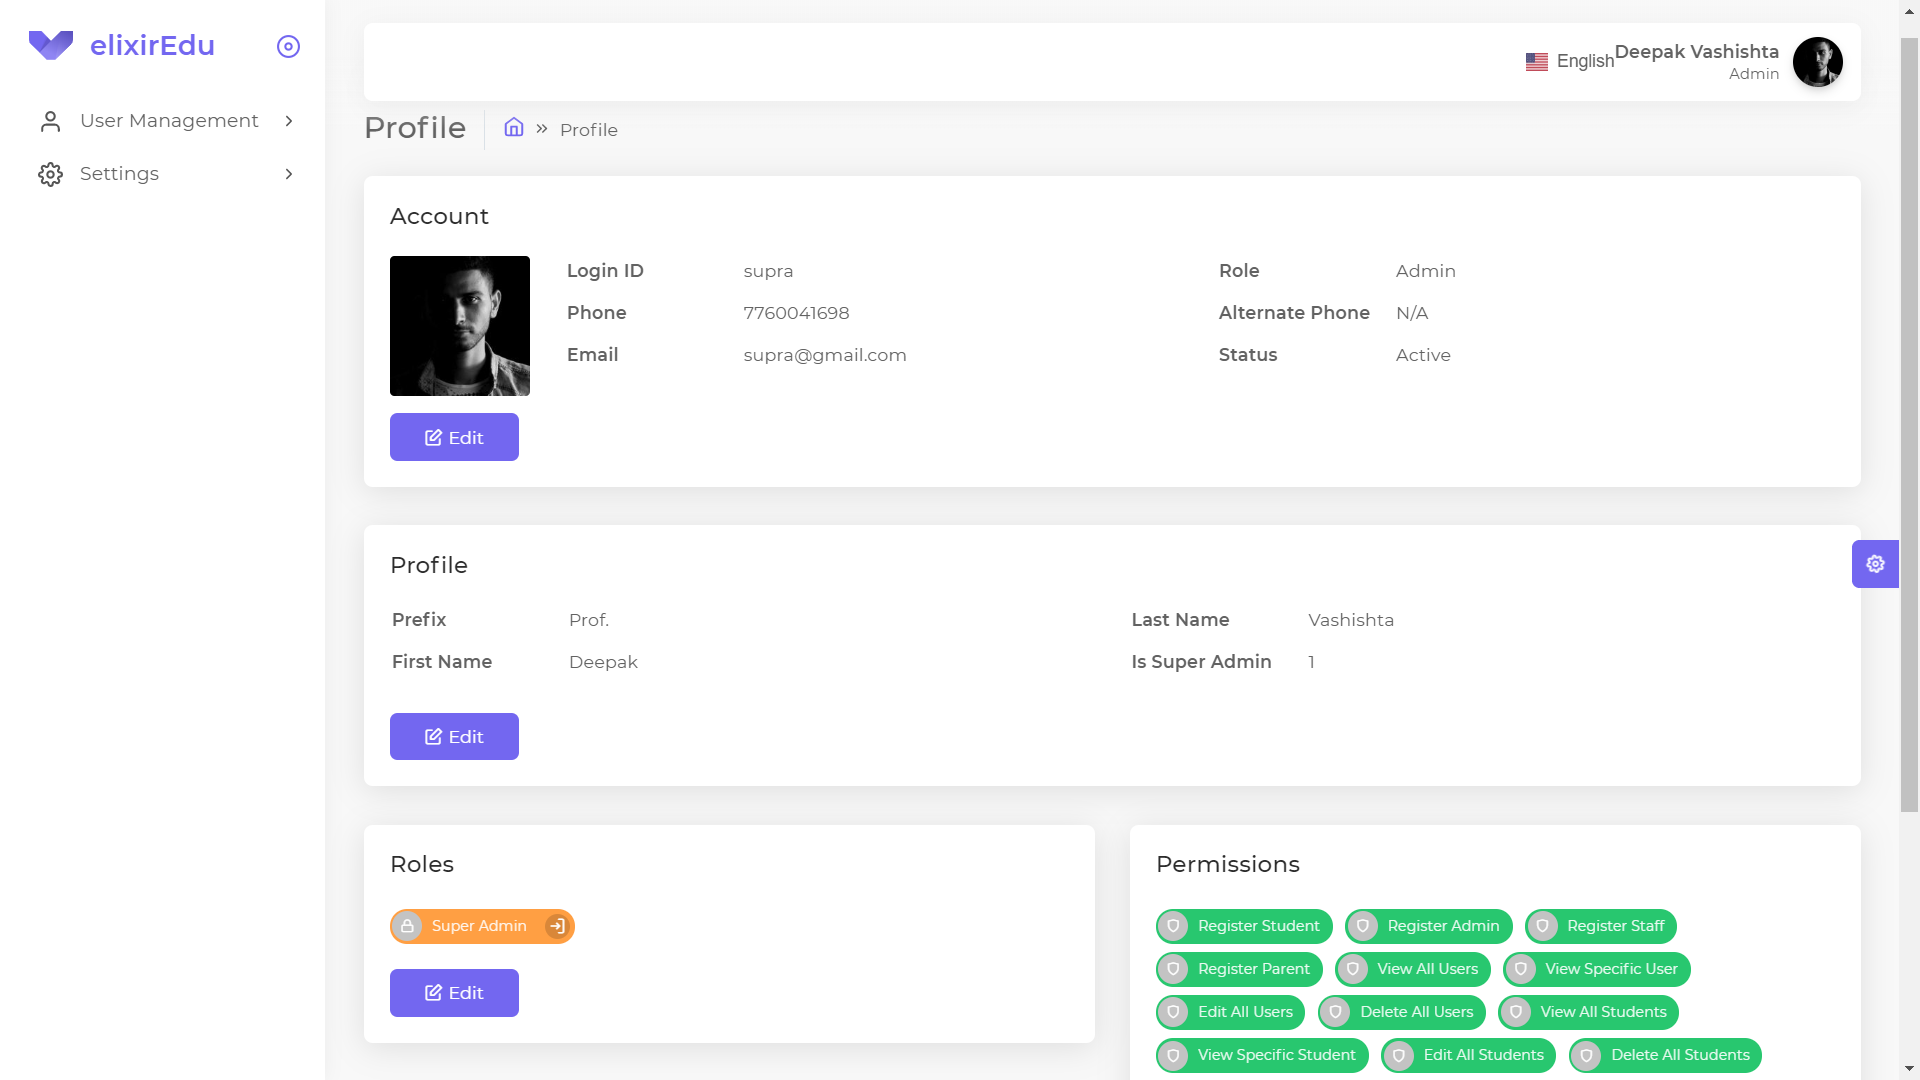 elixirEdu
User Management
Settings
English
Deepak Vashishta
Admin
Profile
Profile
Account
Login ID supra
Phone 7760041698
Email supra@gmail.com
Role Admin
Alternate Phone N/A
Status Active
Edit
Profile
Prefix Prof.
First Name Deepak
Last Name Vashishta
Is Super Admin 1
Edit
Roles
Super Admin
Edit
Permissions
Register Student Register Admin Register Staff
Register Parent View All Users View Specific User
Edit All Users Delete All Users View All Students
View Specific Student Edit All Students Delete All Students